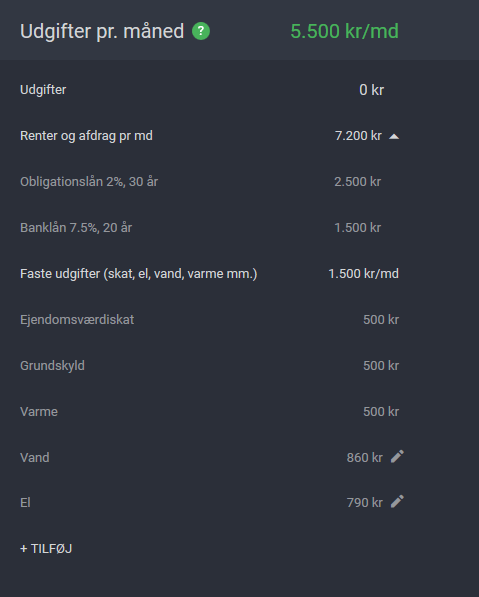 Udgifter pr. måned ? 5.500 kr/md
Udgifter 0 kr
Renter og afdrag pr md 7.200 kr
Obligationslån 2%, 30 år 2.500 kr
Banklån 7.5%, 20 år 1.500 kr
Faste udgifter (skat, el, vand, varme mm.) 1.500 kr/md
Ejendomsværdiskat 500 kr
Grundskyld 500 kr
Varme 500 kr
Vand 860 kr
El 790 kr
+ TILFØJ